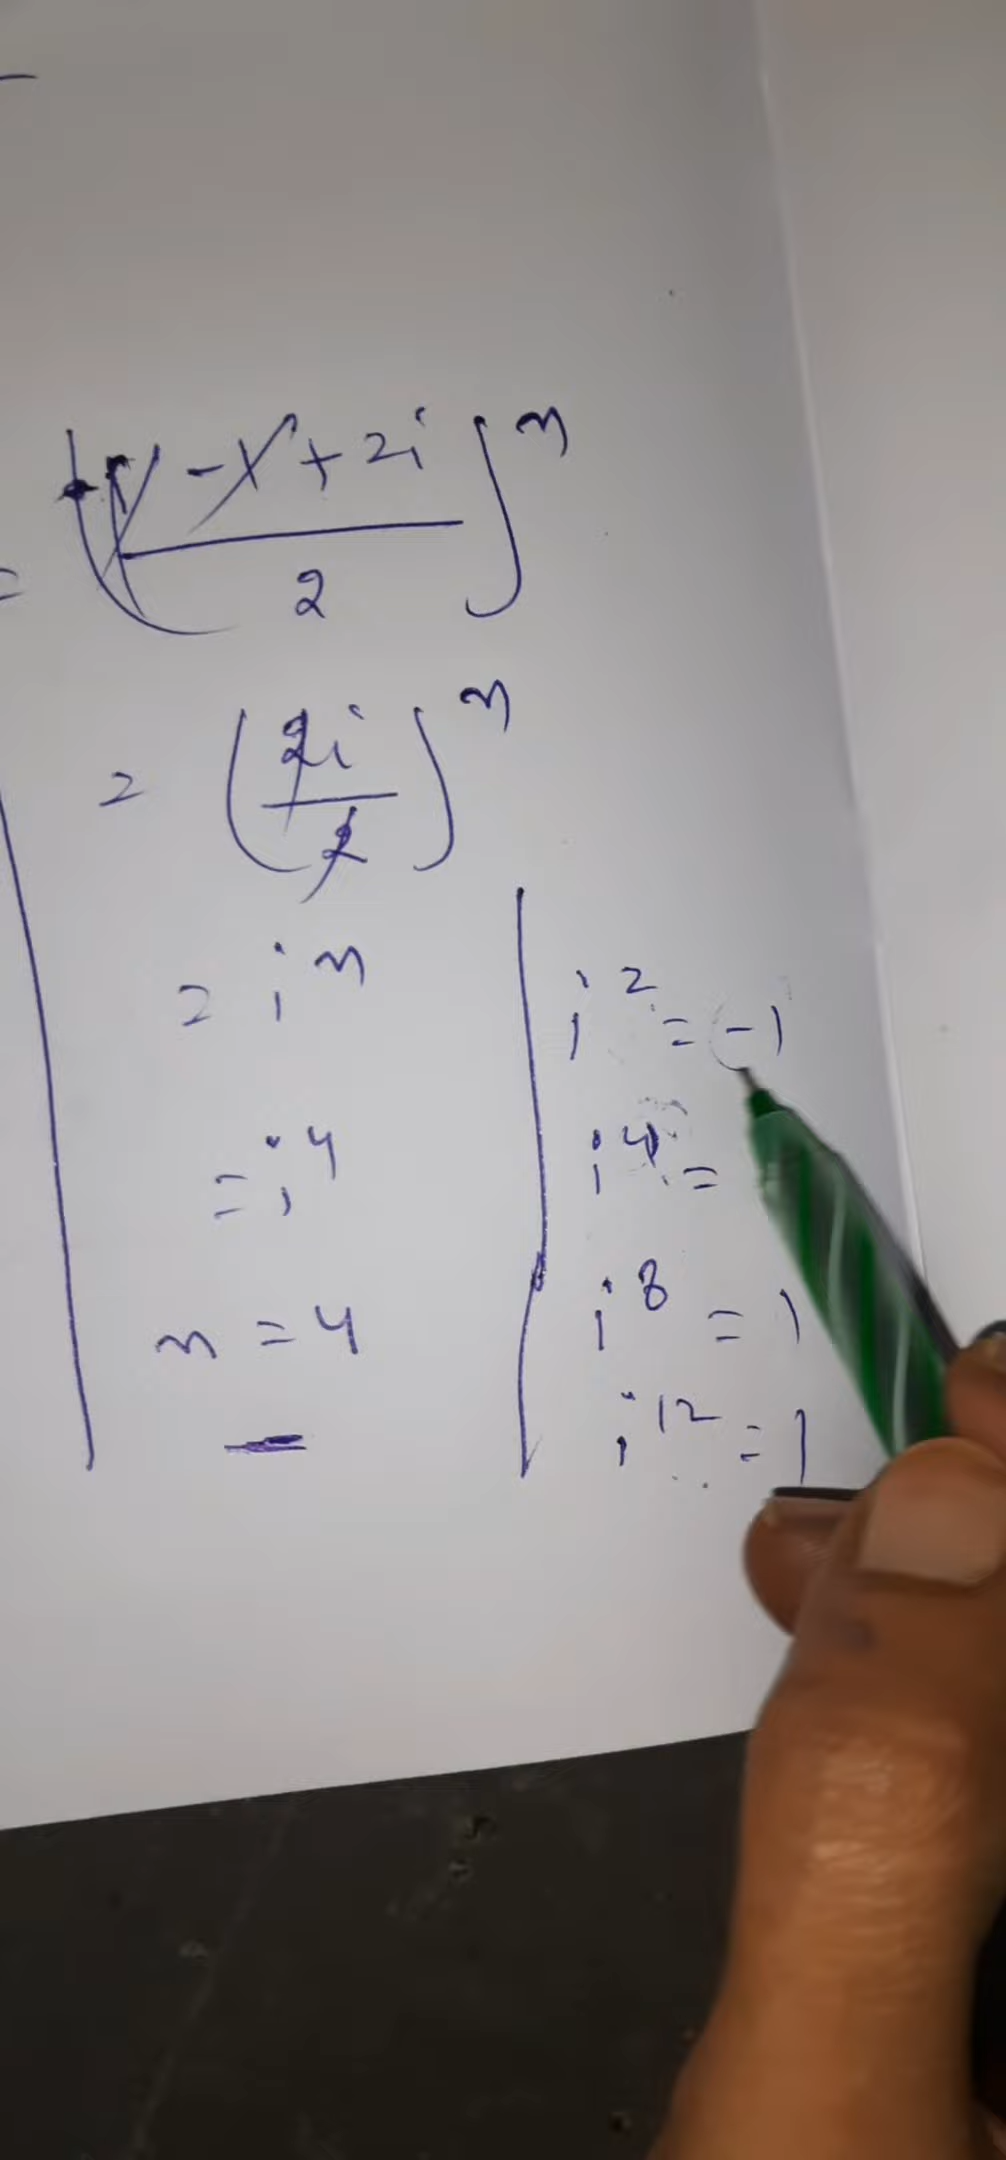 = (1 - 1 + 2i / 2)^n
= (2i / 2)^n
= i^n
= i^4
n = 4
i^2 = -1
i^4 =
i^8 = 1
i^12 = 1